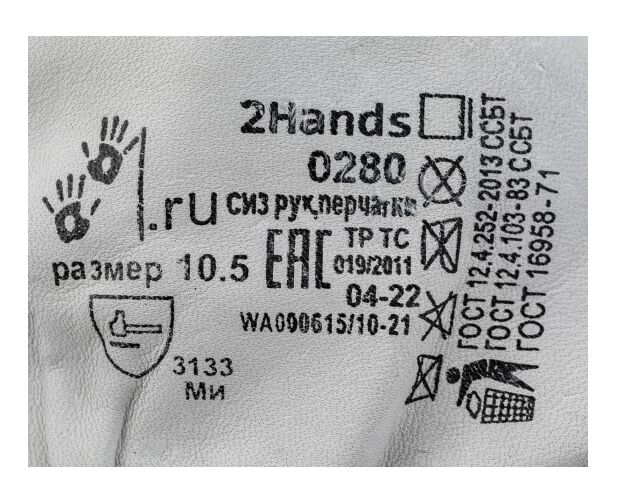 2Hands
0280
.ru
СИЗ рук,перчатки
размер 10.5
EAC
ТР ТС
019/2011
04-22
WA090615/10-21
3133
Ми
ГОСТ 12.4.252-2013 ССБТ
ГОСТ 12.4.103-83 ССБТ
ГОСТ 16958-71